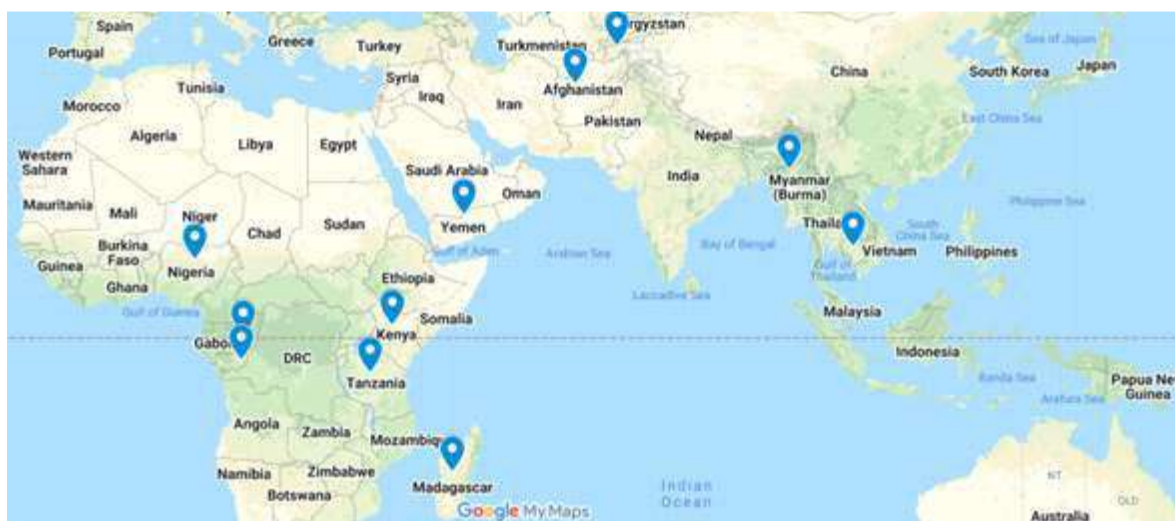 Spain
Portugal
Greece
Turkey
Turkmenistan
rgyzstan
Sea of Japan
Japan
South Korea
China
Tunisia
Syria
Iraq
Iran
Afghanistan
Pakistan
Nepal
East China Sea
Morocco
Algeria
Libya
Egypt
Western
Sahara
Saudi Arabia
Oman
India
Myanmar
(Burma)
Mauritania
Mali
Niger
Chad
Sudan
Yemen
Philippine Sea
Burkina
Faso
Guinea
Ghana
Nigeria
Gulf of Aden
Arabian Sea
Bay of Bengal
Thaila
South
China Sea
Vietnam
Philippines
Gulf of
Thailand
Ethiopia
Somalia
Laccadive Sea
Gulf of Guinea
Kenya
Malaysia
Gabo
DRC
Indonesia
Tanzania
Banda Sea
Papua New
Guinea
Arafura Sea
Angola
Zambia
Mozambiqu
Namibia
Zimbabwe
Botswana
Madagascar
Indian
Ocean
NT
QLD
Australia
Google My Maps